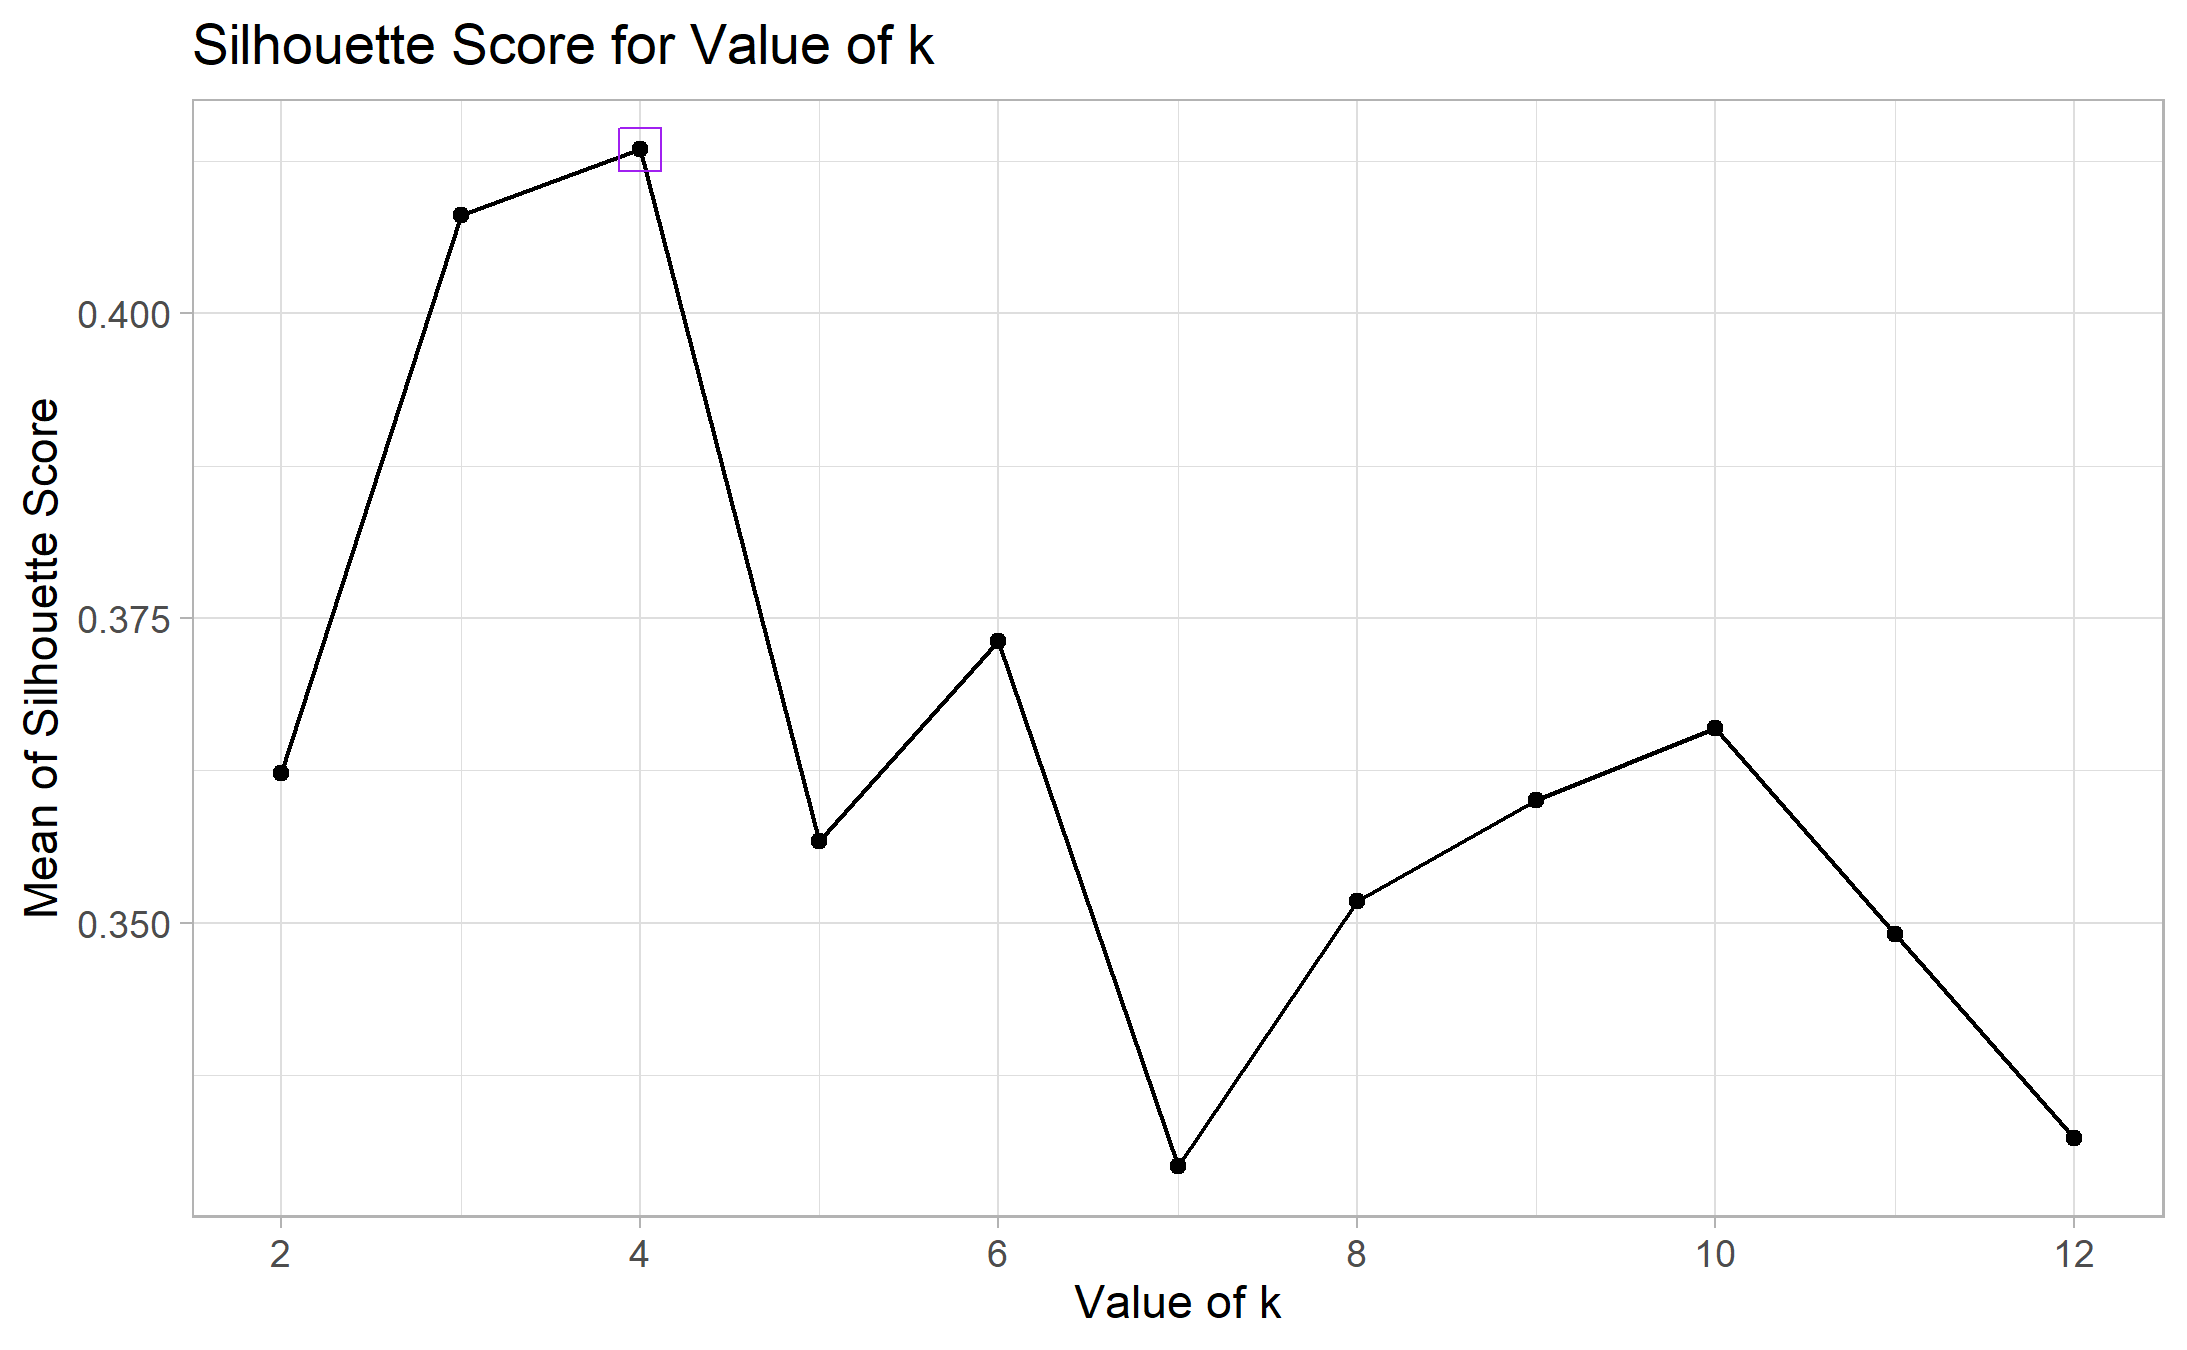 Silhouette Score for Value of k
Mean of Silhouette Score
0.400
0.375
0.350
2 4 6 8 10 12
Value of k